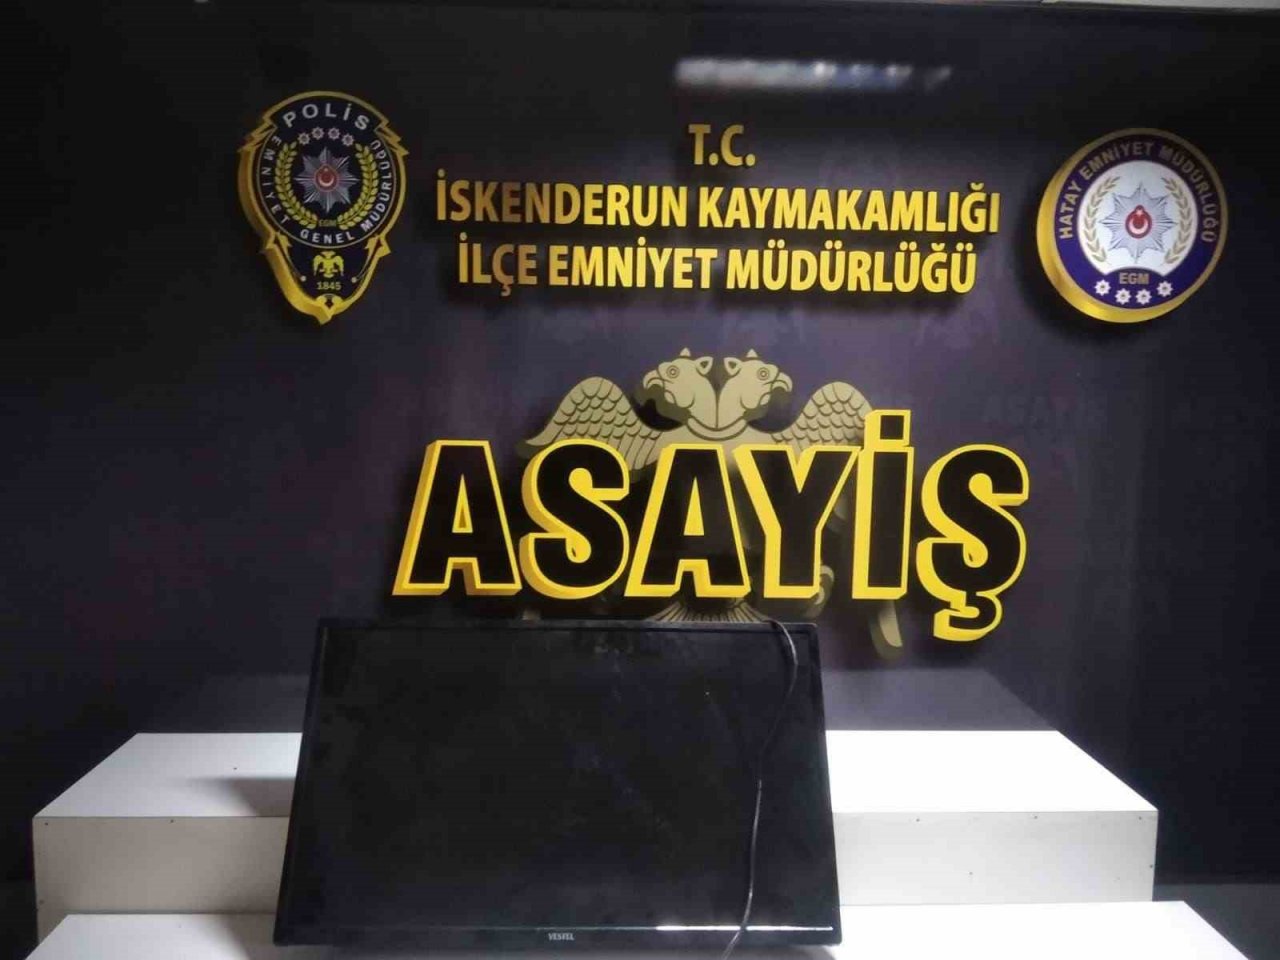 POLİS
EMNİYET GENEL MÜDÜRLÜĞÜ
EGM
1845
T.C.
İSKENDERUN KAYMAKAMLIĞI
İLÇE EMNİYET MÜDÜRLÜĞÜ
HATAY EMNİYET MÜDÜRLÜĞÜ
EGM
ASAYİŞ
VESTEL